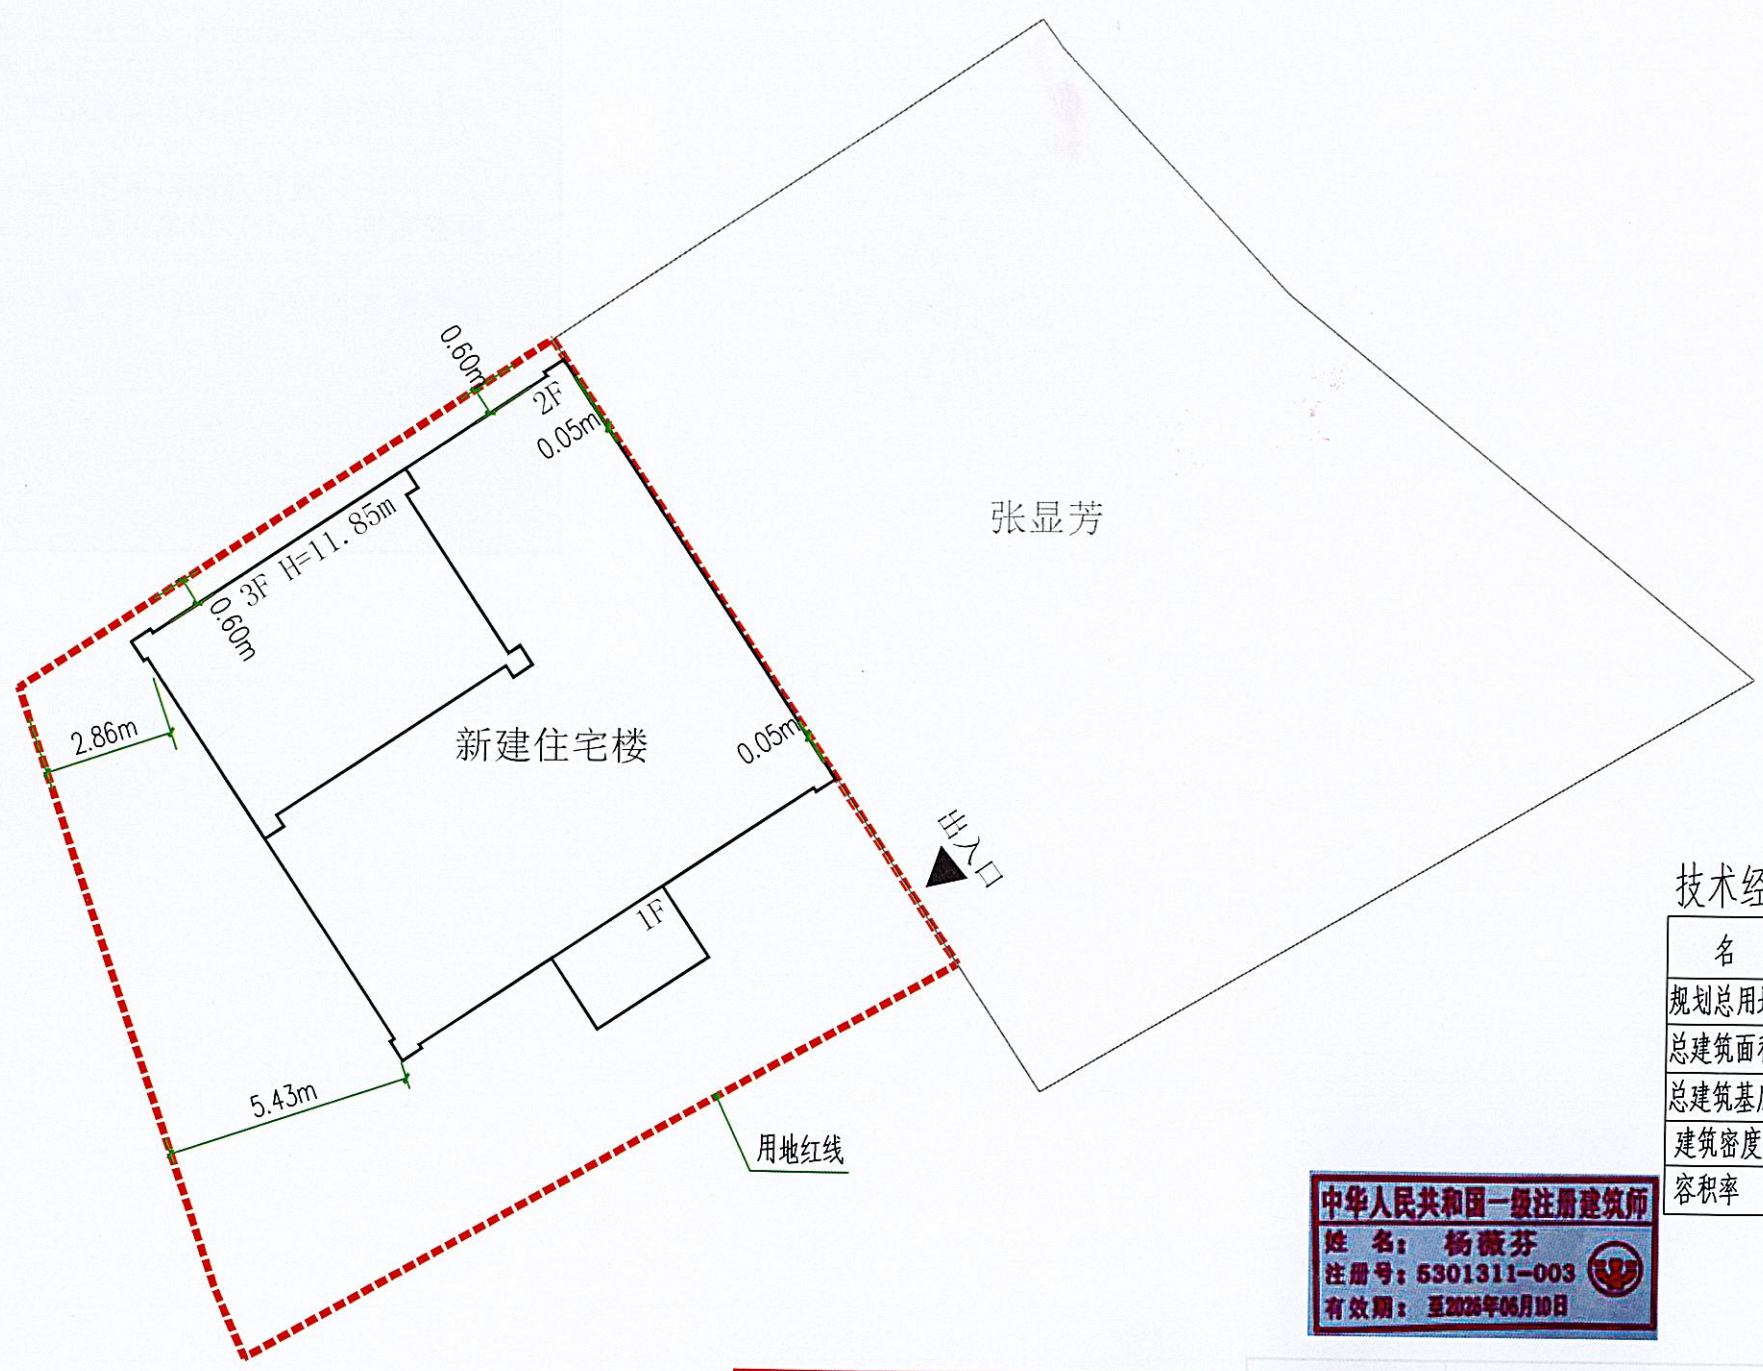 0.60m
2F
0.05m
张显芳
3F H=11.85m
0.60m
2.86m
新建住宅楼
0.05m
出入口
1F
5.43m
用地红线
技术经
名
规划总用地
总建筑面积
总建筑基底
建筑密度
容积率
中华人民共和国一级注册建筑师
姓 名： 杨薇芬
注册号：5301311-003
有效期： 至2026年06月10日